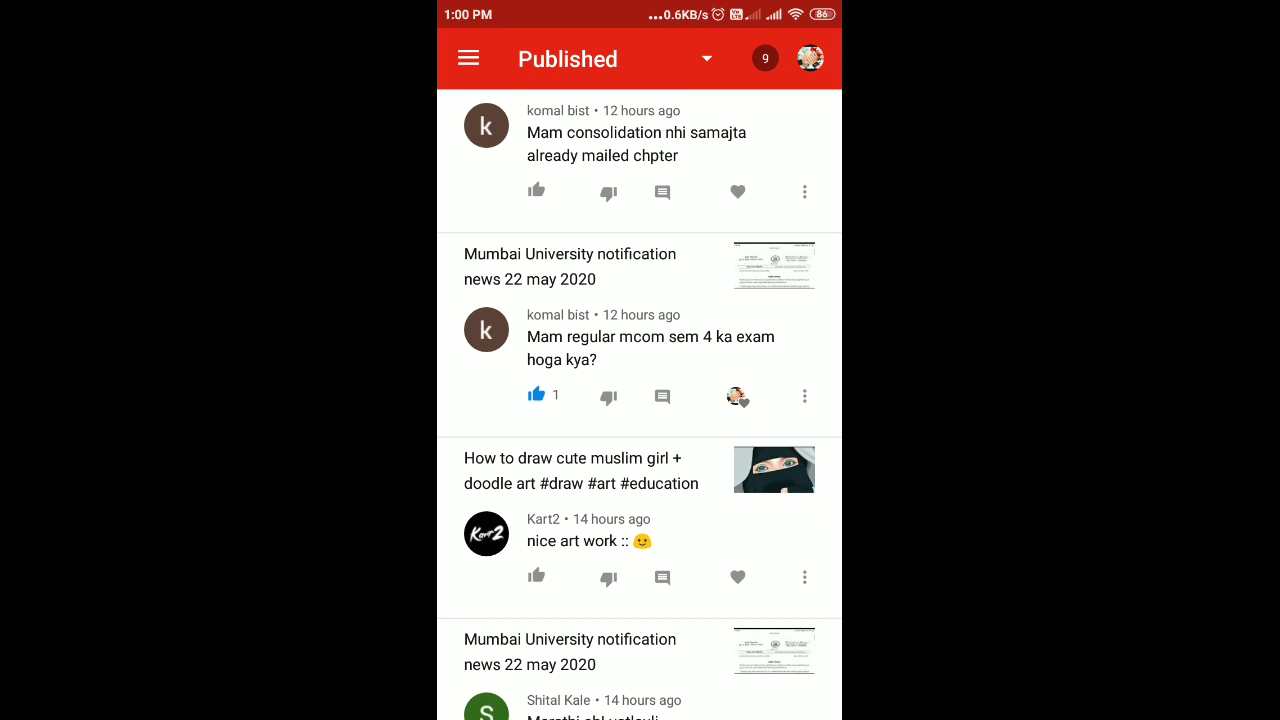 1:00 PM
...0.6KB/s
Vo LTE
86
Published
9
k
komal bist • 12 hours ago
Mam consolidation nhi samajta
already mailed chpter
Mumbai University notification
news 22 may 2020
k
komal bist • 12 hours ago
Mam regular mcom sem 4 ka exam
hoga kya?
1
How to draw cute muslim girl +
doodle art #draw #art #education
Kart2
Kart2 • 14 hours ago
nice art work :: 🙂
Mumbai University notification
news 22 may 2020
S
Shital Kale • 14 hours ago